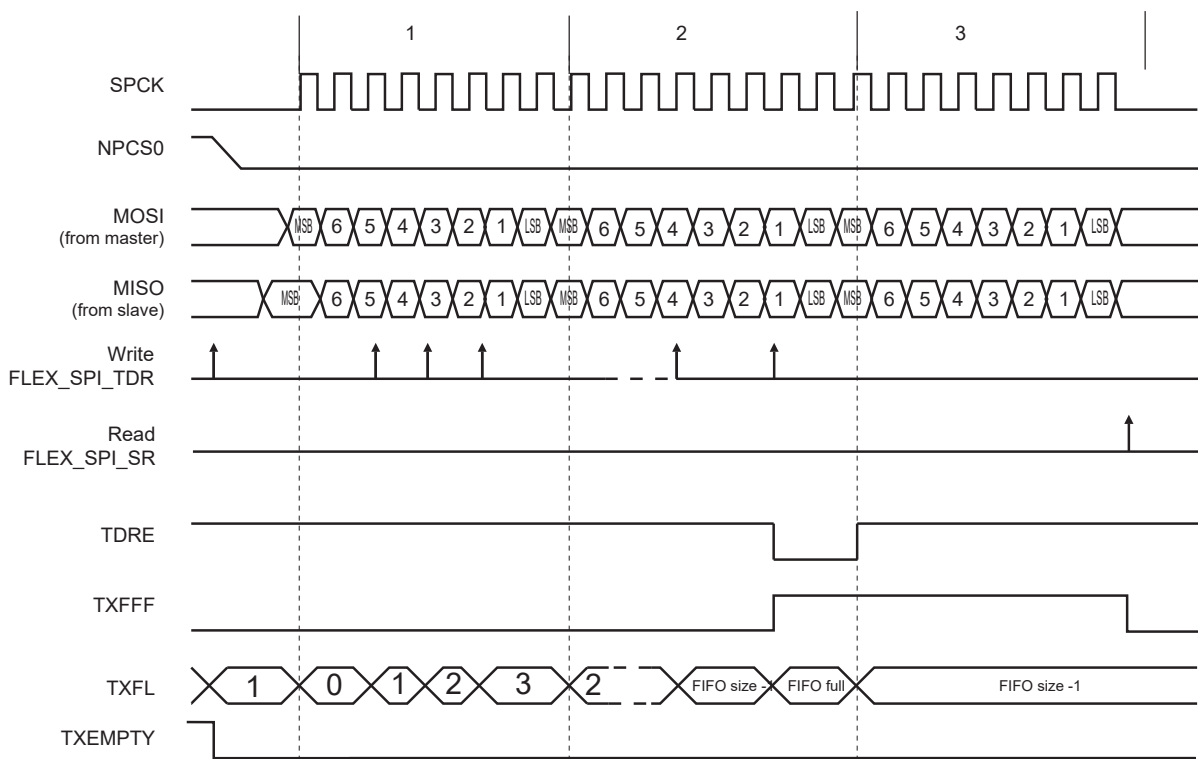 1 2 3
SPCK
NPCS0
MOSI
(from master)
MSB 6 5 4 3 2 1 LSB MSB 6 5 4 3 2 1 LSB MSB 6 5 4 3 2 1 LSB
MISO
(from slave)
MSB 6 5 4 3 2 1 LSB MSB 6 5 4 3 2 1 LSB MSB 6 5 4 3 2 1 LSB
Write
FLEX_SPI_TDR
Read
FLEX_SPI_SR
TDRE
TXFFF
TXFL 1 0 1 2 3 2 FIFO size -1 FIFO full FIFO size -1
TXEMPTY